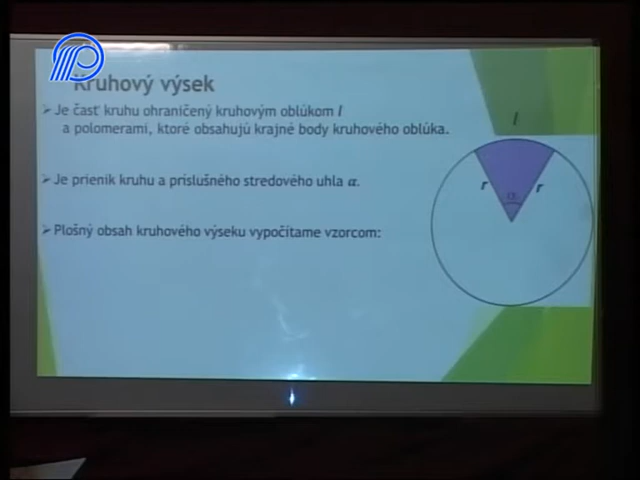 Kruhový výsek
➢ Je časť kruhu ohraničený kruhovým oblúkom l
a polomerami, ktoré obsahujú krajné body kruhového oblúka.
➢ Je prienik kruhu a príslušného stredového uhla α.
➢ Plošný obsah kruhového výseku vypočítame vzorcom:
l
r r
α